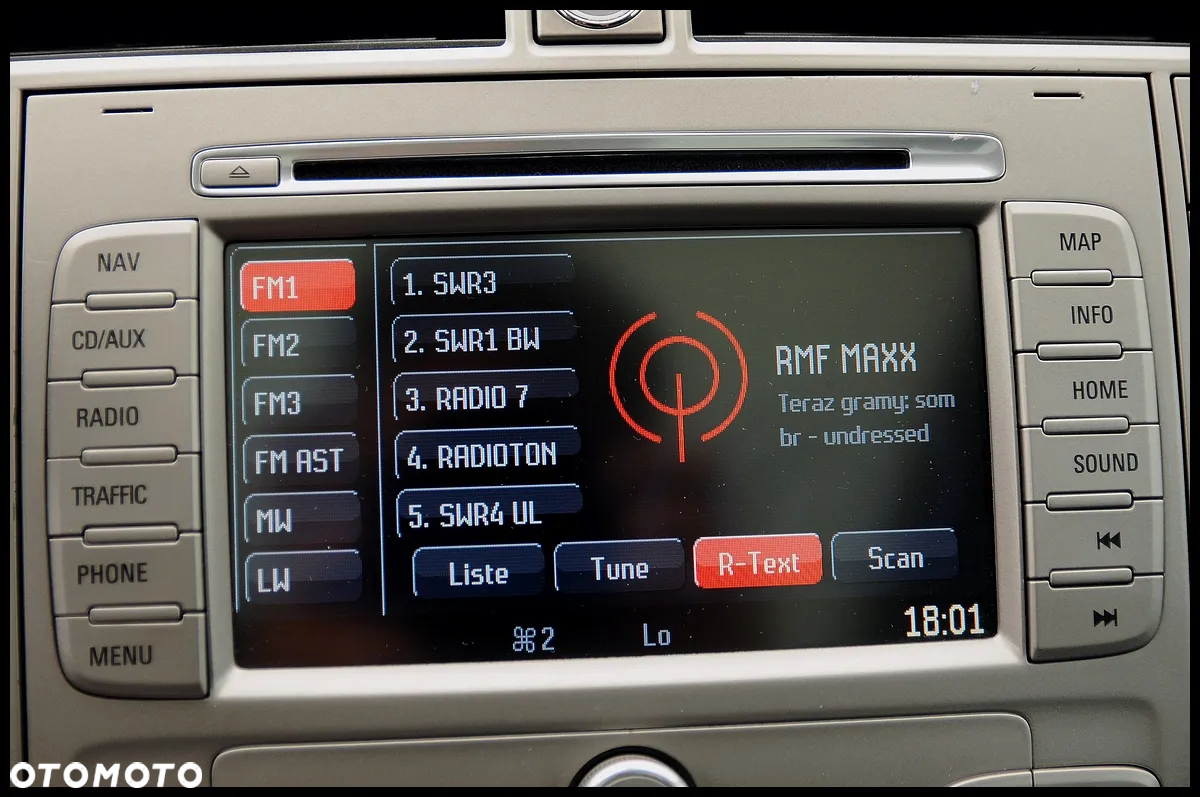 NAV
CD/AUX
RADIO
TRAFFIC
PHONE
MENU
FM1
FM2
FM3
FM AST
MW
LW
1. SWR3
2. SWR1 BW
3. RADIO 7
4. RADIOTON
5. SWR4 UL
RMF MAXX
Teraz gramy: som
br - undressed
Liste
Tune
R-Text
Scan
⌘2
Lo
18:01
MAP
INFO
HOME
SOUND
OTOMOTO